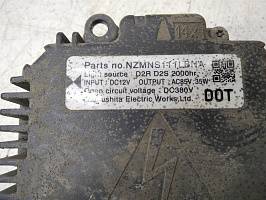 Parts no.NZMNS111LBNA
Light source : D2R D2S 2000hr.
INPUT : DC12V OUTPUT : AC85V, 35W
Open circuit voltage : DC380V
Matsushita Electric Works, Ltd. DOT